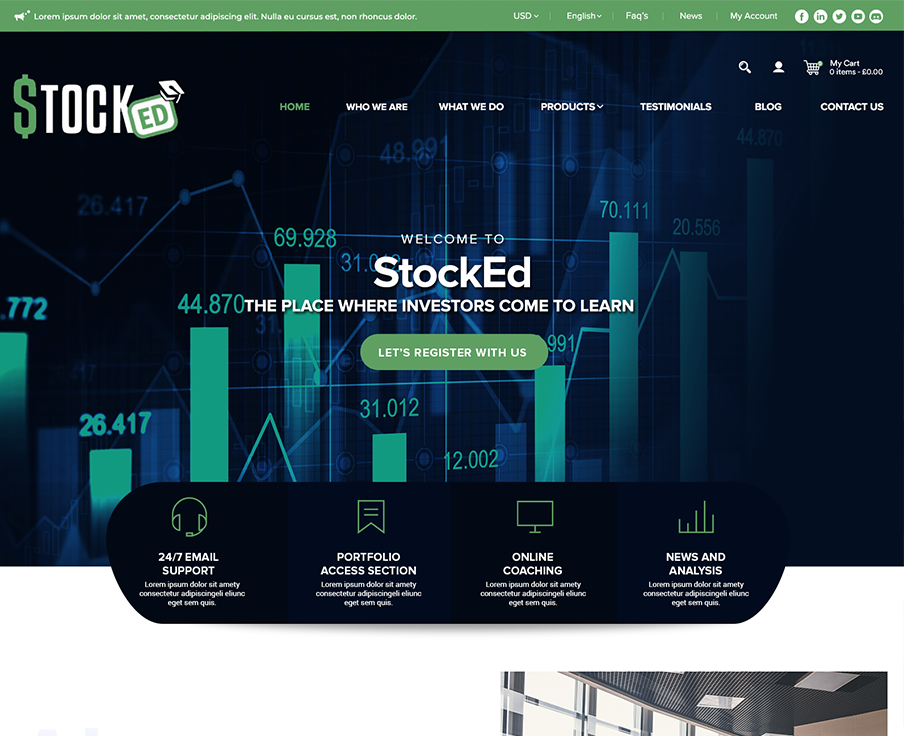 Lorem ipsum dolor sit amet, consectetur adipiscing elit. Nulla eu cursus est, non rhoncus dolor.
USD English Faq's News My Account
My Cart
0 items - £0.00
$TOCKED
HOME WHO WE ARE WHAT WE DO PRODUCTS TESTIMONIALS BLOG CONTACT US
48.991
44.870
26.417
70.111
20.556
69.928
WELCOME TO
StockEd
.772
44.870
THE PLACE WHERE INVESTORS COME TO LEARN
LET'S REGISTER WITH US
991
31.012
26.417
12.002
24/7 EMAIL
SUPPORT
Lorem ipsum dolor sit amety
consectetur adipiscingeli eliunc
eget sem quis.
PORTFOLIO
ACCESS SECTION
Lorem ipsum dolor sit amety
consectetur adipiscingeli eliunc
eget sem quis.
ONLINE
COACHING
Lorem ipsum dolor sit amety
consectetur adipiscingeli eliunc
eget sem quis.
NEWS AND
ANALYSIS
Lorem ipsum dolor sit amety
consectetur adipiscingeli eliunc
eget sem quis.